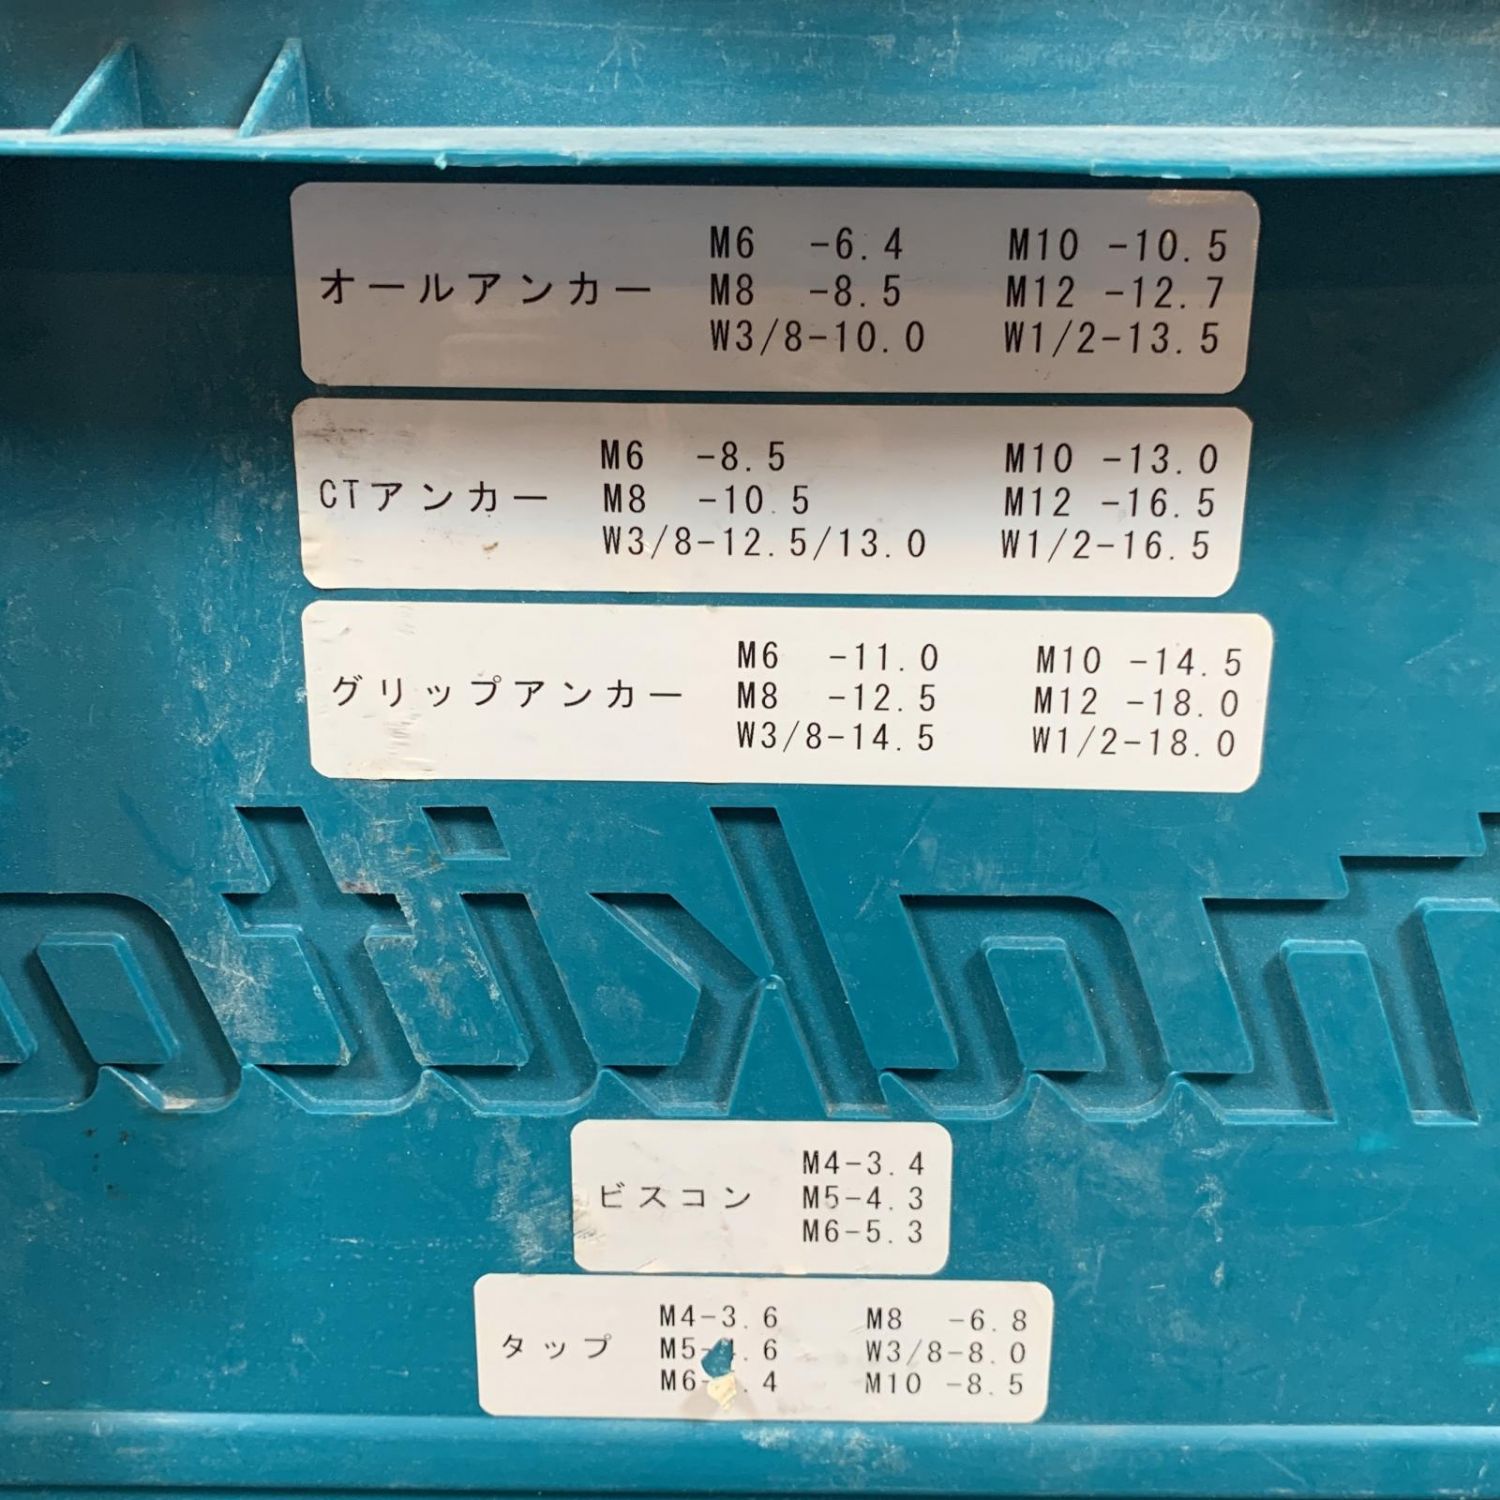 オールアンカー
M6 -6.4 M10 -10.5
M8 -8.5 M12 -12.7
W3/8-10.0 W1/2-13.5
CTアンカー
M6 -8.5 M10 -13.0
M8 -10.5 M12 -16.5
W3/8-12.5/13.0 W1/2-16.5
グリップアンカー
M6 -11.0 M10 -14.5
M8 -12.5 M12 -18.0
W3/8-14.5 W1/2-18.0
makita
ビスコン
M4-3.4
M5-4.3
M6-5.3
タップ
M4-3.6 M8 -6.8
M5- .6 W3/8-8.0
M6- .4 M10 -8.5